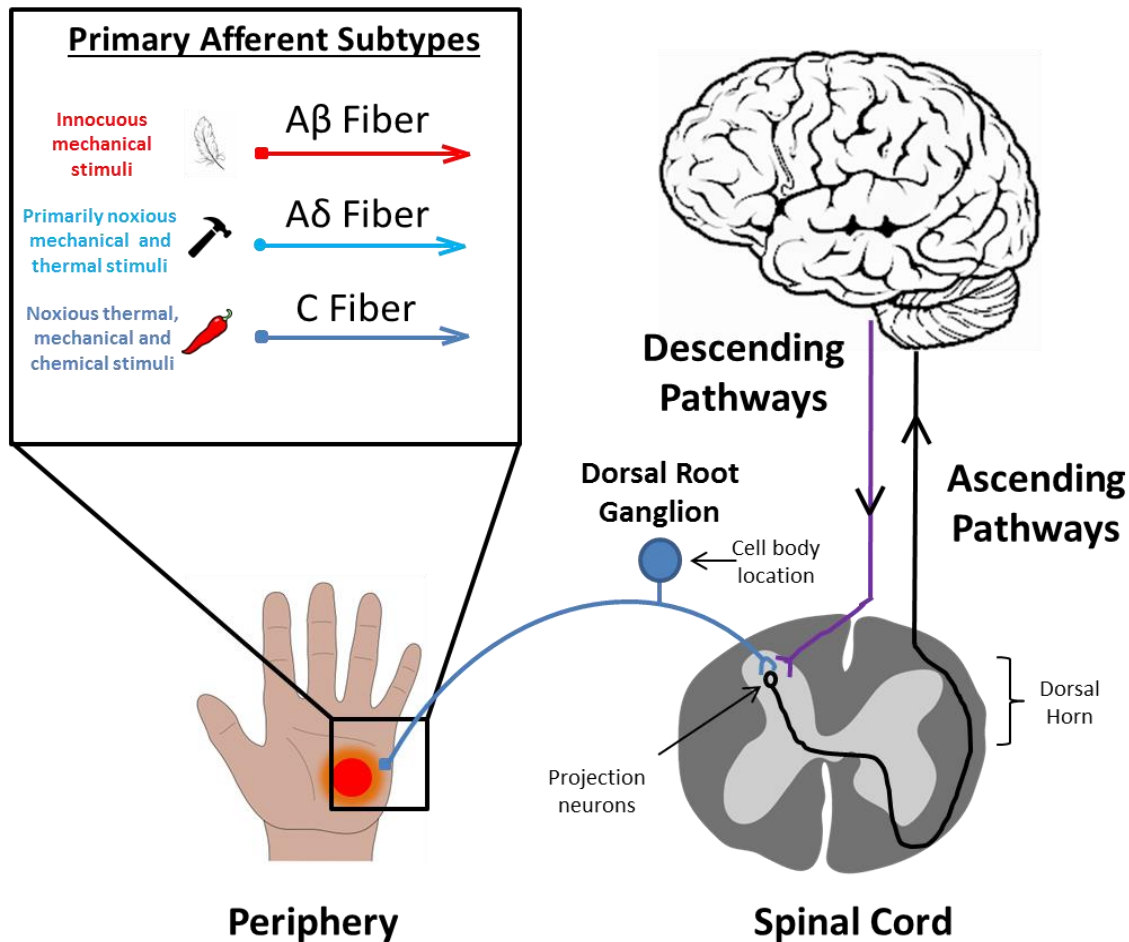 Primary Afferent Subtypes
Innocuous
mechanical
stimuli
Aβ Fiber
Primarily noxious
mechanical and
thermal stimuli
Aδ Fiber
Noxious thermal,
mechanical and
chemical stimuli
C Fiber
Descending
Pathways
Ascending
Pathways
Dorsal Root
Ganglion
Cell body
location
Dorsal
Horn
Projection
neurons
Periphery
Spinal Cord